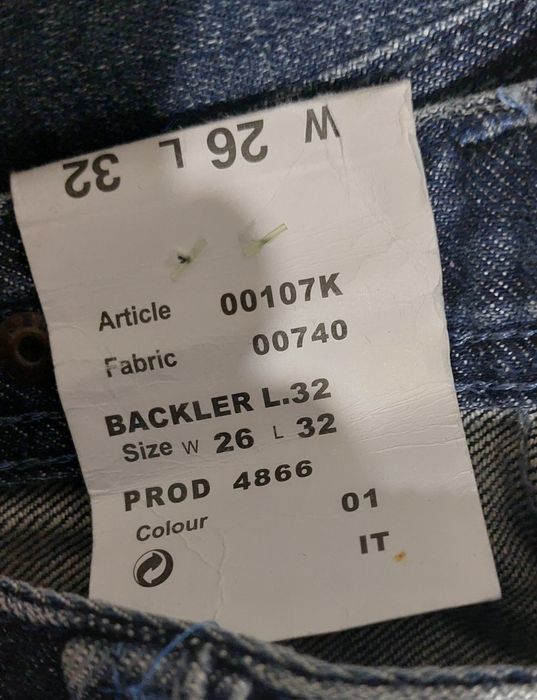 W 26 L 32
Article 00107K
Fabric 00740
BACKLER L.32
Size W 26 L 32
PROD 4866
Colour 01
IT